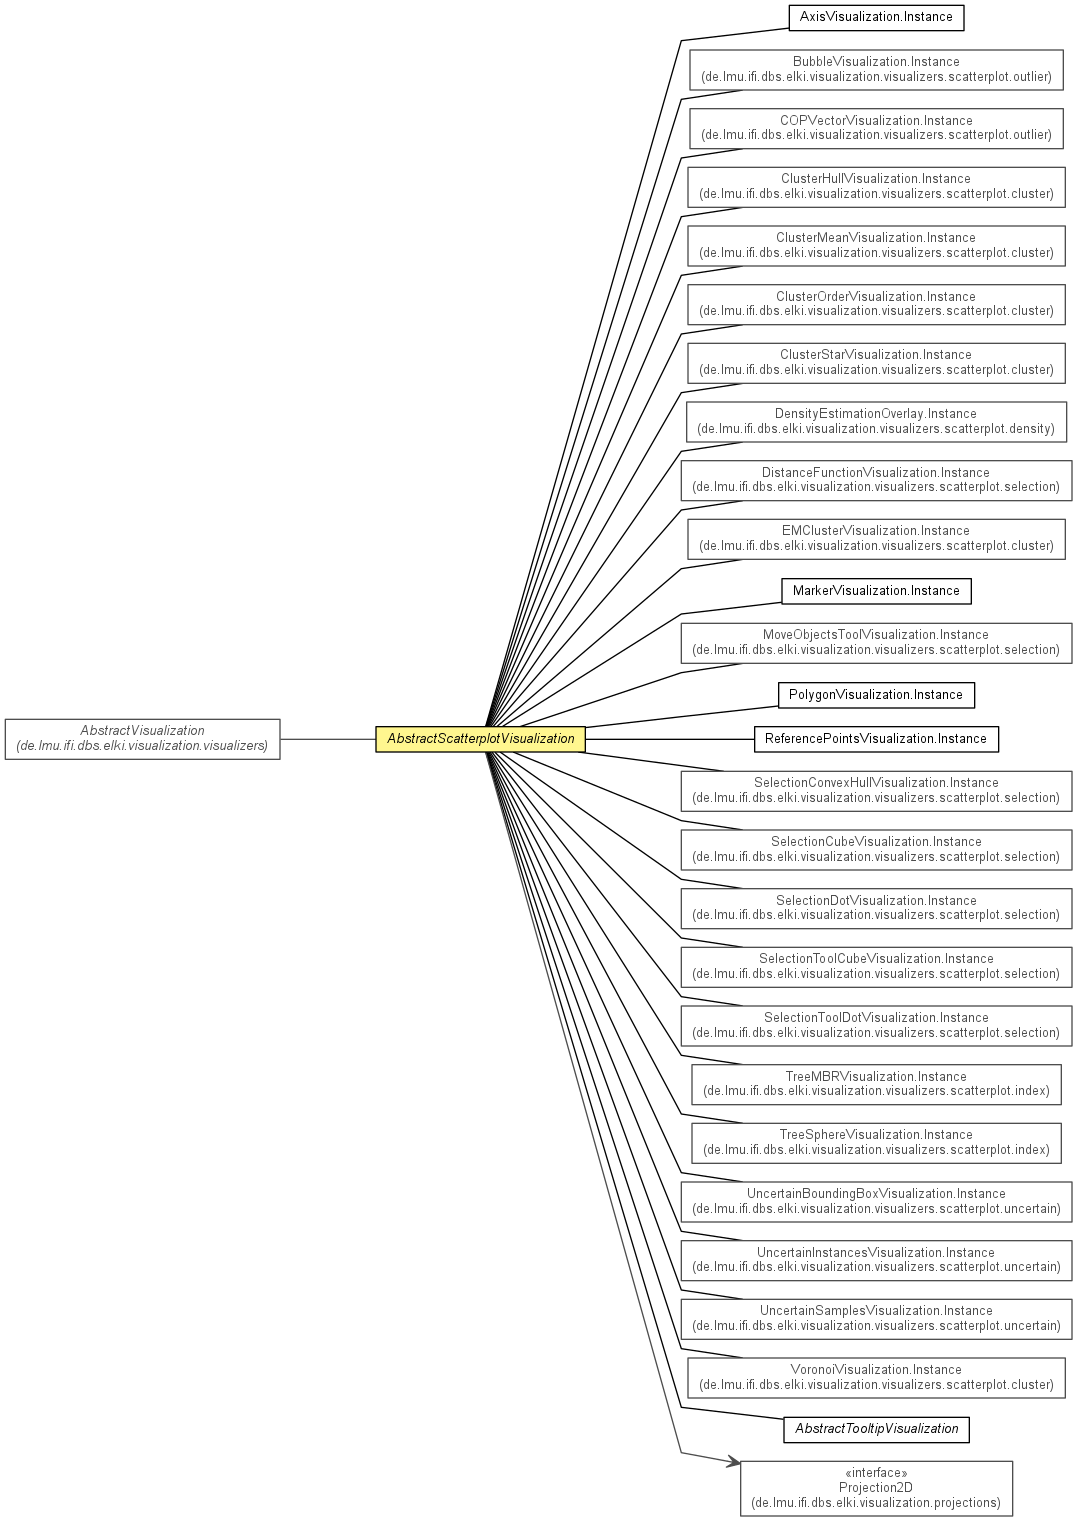 AxisVisualization.Instance
BubbleVisualization.Instance
(de.lmu.ifi.dbs.elki.visualization.visualizers.scatterplot.outlier)
COPVectorVisualization.Instance
(de.lmu.ifi.dbs.elki.visualization.visualizers.scatterplot.outlier)
ClusterHullVisualization.Instance
(de.lmu.ifi.dbs.elki.visualization.visualizers.scatterplot.cluster)
ClusterMeanVisualization.Instance
(de.lmu.ifi.dbs.elki.visualization.visualizers.scatterplot.cluster)
ClusterOrderVisualization.Instance
(de.lmu.ifi.dbs.elki.visualization.visualizers.scatterplot.cluster)
ClusterStarVisualization.Instance
(de.lmu.ifi.dbs.elki.visualization.visualizers.scatterplot.cluster)
DensityEstimationOverlay.Instance
(de.lmu.ifi.dbs.elki.visualization.visualizers.scatterplot.density)
DistanceFunctionVisualization.Instance
(de.lmu.ifi.dbs.elki.visualization.visualizers.scatterplot.selection)
EMClusterVisualization.Instance
(de.lmu.ifi.dbs.elki.visualization.visualizers.scatterplot.cluster)
MarkerVisualization.Instance
MoveObjectsToolVisualization.Instance
(de.lmu.ifi.dbs.elki.visualization.visualizers.scatterplot.selection)
PolygonVisualization.Instance
AbstractVisualization
(de.lmu.ifi.dbs.elki.visualization.visualizers)
AbstractScatterplotVisualization
ReferencePointsVisualization.Instance
SelectionConvexHullVisualization.Instance
(de.lmu.ifi.dbs.elki.visualization.visualizers.scatterplot.selection)
SelectionCubeVisualization.Instance
(de.lmu.ifi.dbs.elki.visualization.visualizers.scatterplot.selection)
SelectionDotVisualization.Instance
(de.lmu.ifi.dbs.elki.visualization.visualizers.scatterplot.selection)
SelectionToolCubeVisualization.Instance
(de.lmu.ifi.dbs.elki.visualization.visualizers.scatterplot.selection)
SelectionToolDotVisualization.Instance
(de.lmu.ifi.dbs.elki.visualization.visualizers.scatterplot.selection)
TreeMBRVisualization.Instance
(de.lmu.ifi.dbs.elki.visualization.visualizers.scatterplot.index)
TreeSphereVisualization.Instance
(de.lmu.ifi.dbs.elki.visualization.visualizers.scatterplot.index)
UncertainBoundingBoxVisualization.Instance
(de.lmu.ifi.dbs.elki.visualization.visualizers.scatterplot.uncertain)
UncertainInstancesVisualization.Instance
(de.lmu.ifi.dbs.elki.visualization.visualizers.scatterplot.uncertain)
UncertainSamplesVisualization.Instance
(de.lmu.ifi.dbs.elki.visualization.visualizers.scatterplot.uncertain)
VoronoiVisualization.Instance
(de.lmu.ifi.dbs.elki.visualization.visualizers.scatterplot.cluster)
AbstractTooltipVisualization
«interface»
Projection2D
(de.lmu.ifi.dbs.elki.visualization.projections)